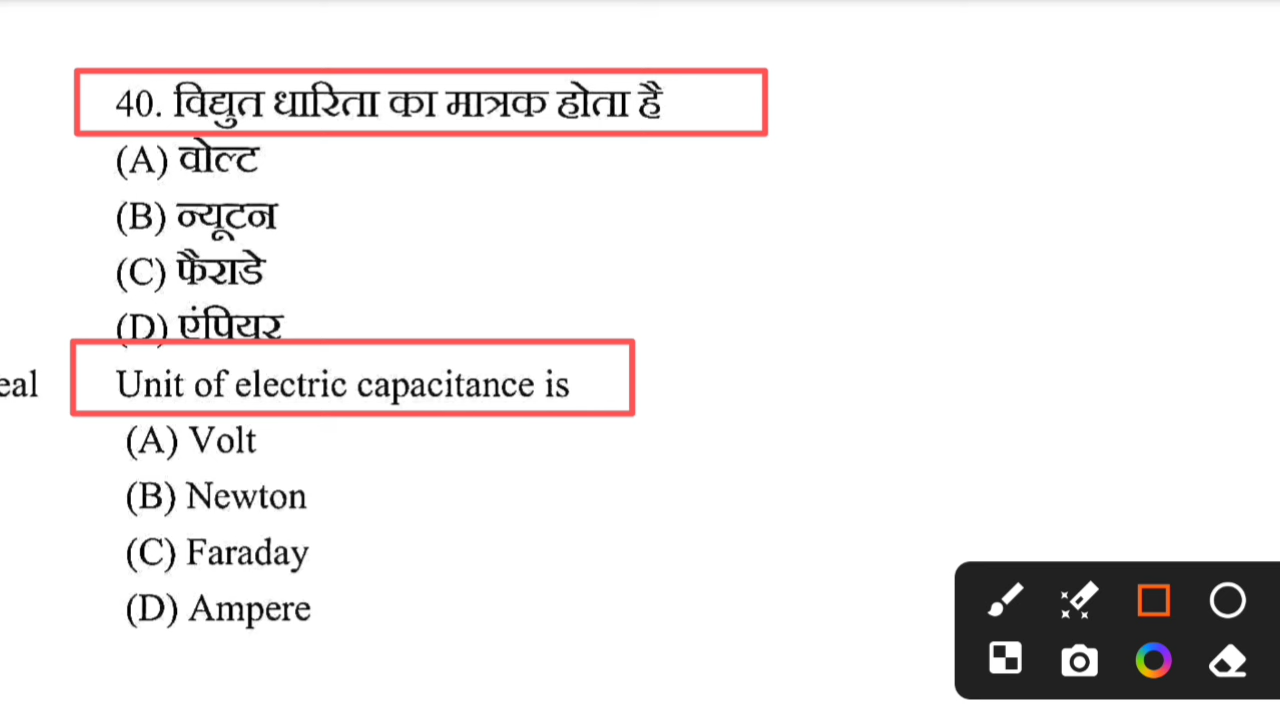 40. विद्युत धारिता का मात्रक होता है
(A) वोल्ट
(B) न्यूटन
(C) फैराडे
(D) एंपियर
eal
Unit of electric capacitance is
(A) Volt
(B) Newton
(C) Faraday
(D) Ampere